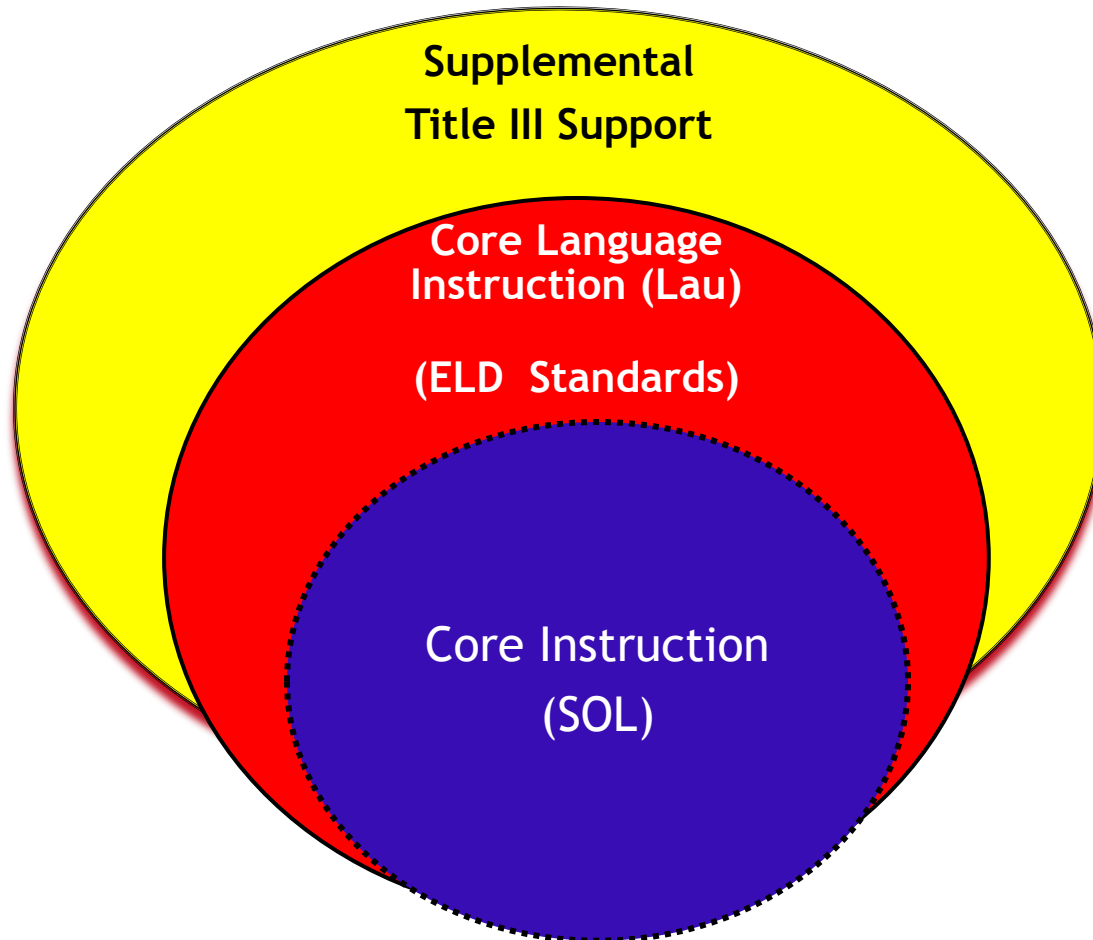 Supplemental
Title III Support
Core Language
Instruction (Lau)
(ELD Standards)
Core Instruction
(SOL)